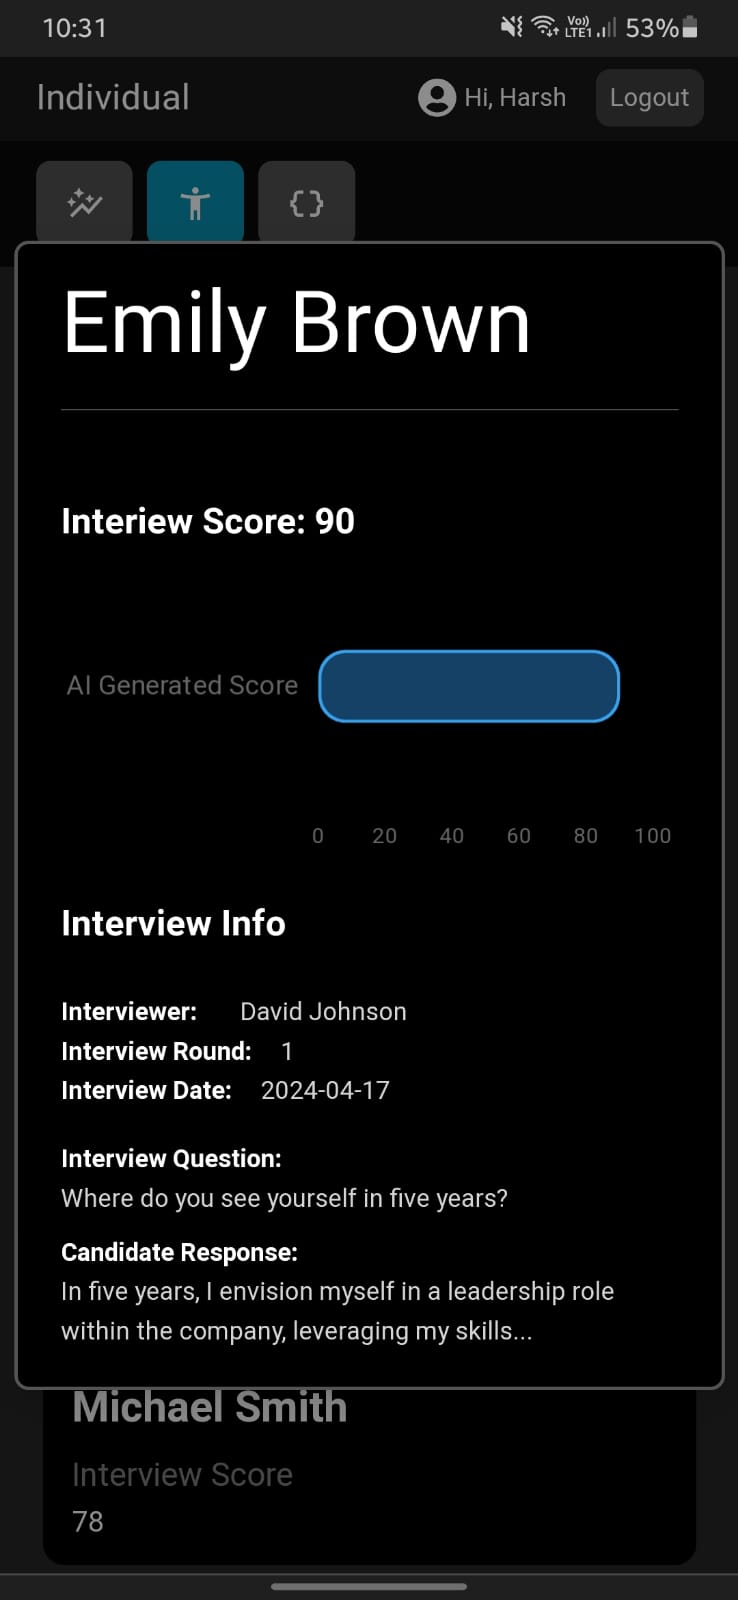 10:31 Vo)) LTE1 53%
Individual Hi, Harsh Logout
{}
Emily Brown
Interiew Score: 90
AI Generated Score
0 20 40 60 80 100
Interview Info
Interviewer: David Johnson
Interview Round: 1
Interview Date: 2024-04-17
Interview Question:
Where do you see yourself in five years?
Candidate Response:
In five years, I envision myself in a leadership role
within the company, leveraging my skills...
Michael Smith
Interview Score
78